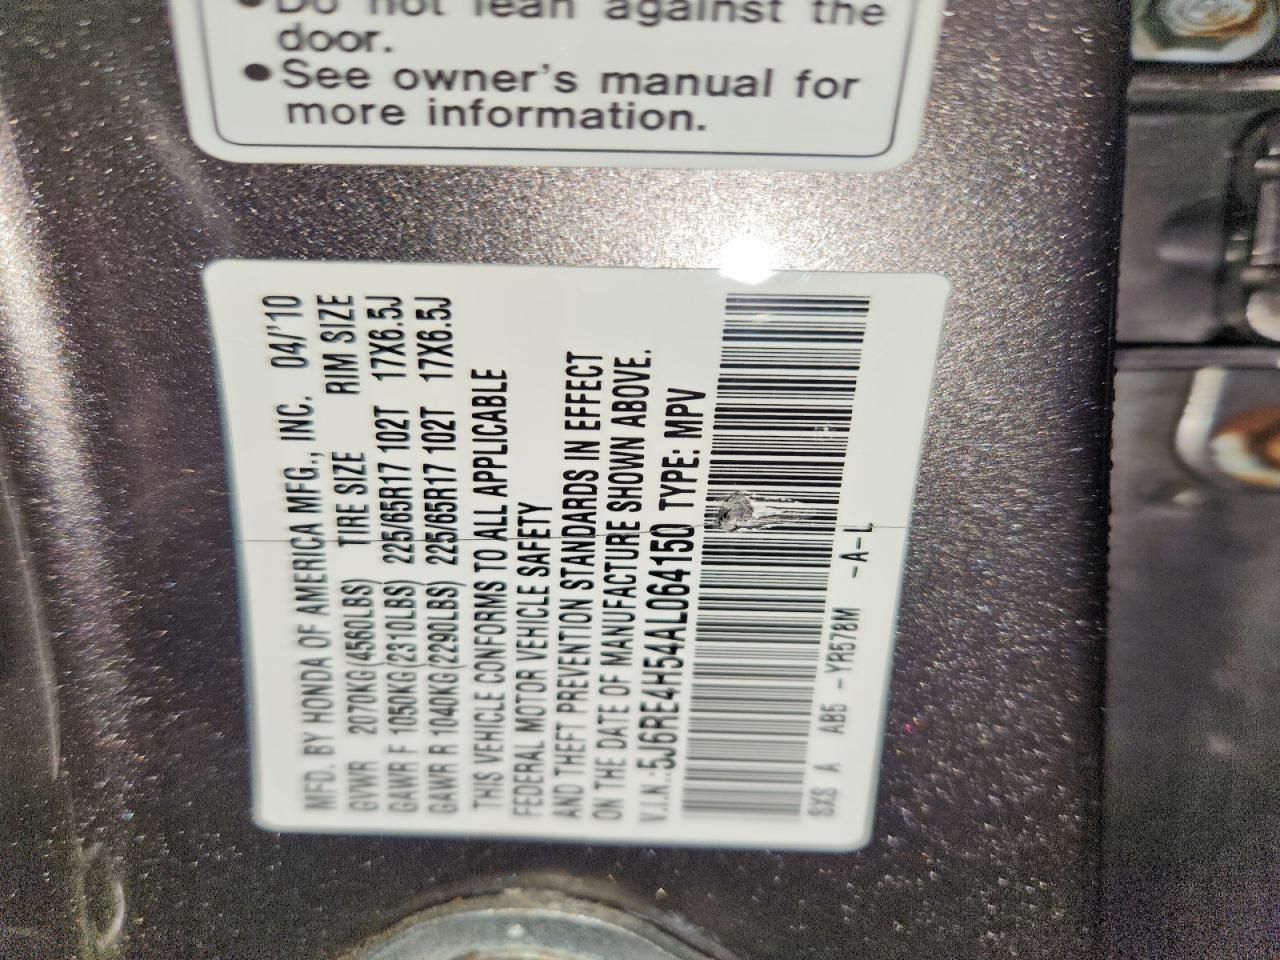 Do not lean against the
door.
See owner's manual for
more information.
MFD. BY HONDA OF AMERICA MFG., INC. 04/'10
GVWR 2070KG(4560LBS) TIRE SIZE RIM SIZE
GAWR F 1050KG(2310LBS) 225/65R17 102T 17X6.5J
GAWR R 1040KG(2290LBS) 225/65R17 102T 17X6.5J
THIS VEHICLE CONFORMS TO ALL APPLICABLE
FEDERAL MOTOR VEHICLE SAFETY
AND THEFT PREVENTION STANDARDS IN EFFECT
ON THE DATE OF MANUFACTURE SHOWN ABOVE.
V.I.N.:5J6RE4H54AL064150 TYPE: MPV
SXS A AB5 -YR578M -A-L